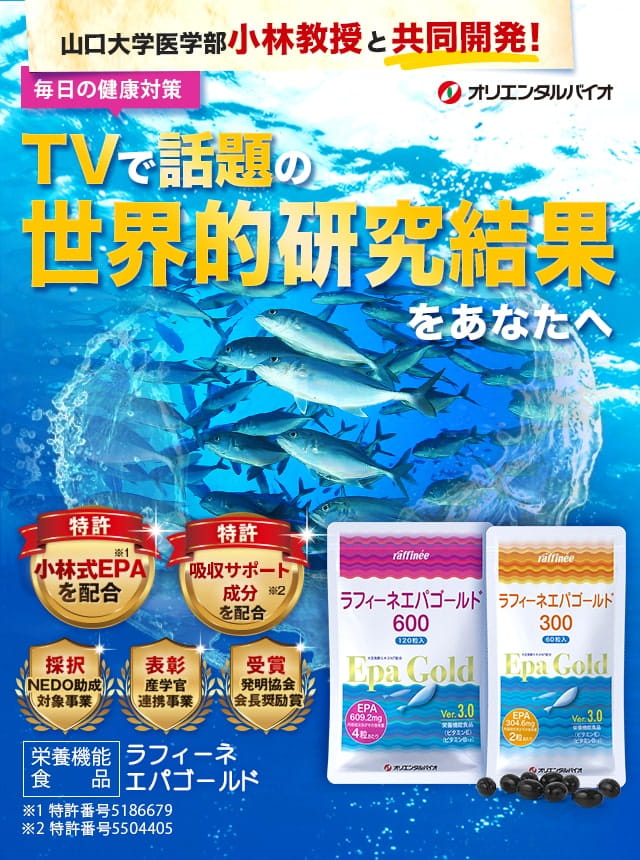 山口大学医学部小林教授と共同開発!
毎日の健康対策
オリエンタルバイオ
TVで話題の
世界的研究結果
をあなたへ
特許
小林式EPA※1
を配合
特許
吸収サポート
成分※2
を配合
採択
NEDO助成
対象事業
表彰
産学官
連携事業
受賞
発明協会
会長奨励賞
raffinée
ラフィーネエパゴールド
600
120粒入
Epa Gold
Ver.3.0
栄養機能食品
EPA
609.2mg
4粒あたり
オリエンタルバイオ
raffinée
ラフィーネエパゴールド
300
60粒入
Epa Gold
Ver.3.0
栄養機能食品
EPA
304.6mg
2粒あたり
オリエンタルバイオ
栄養機能
食品
ラフィーネ
エパゴールド
※1 特許番号5186679
※2 特許番号5504405